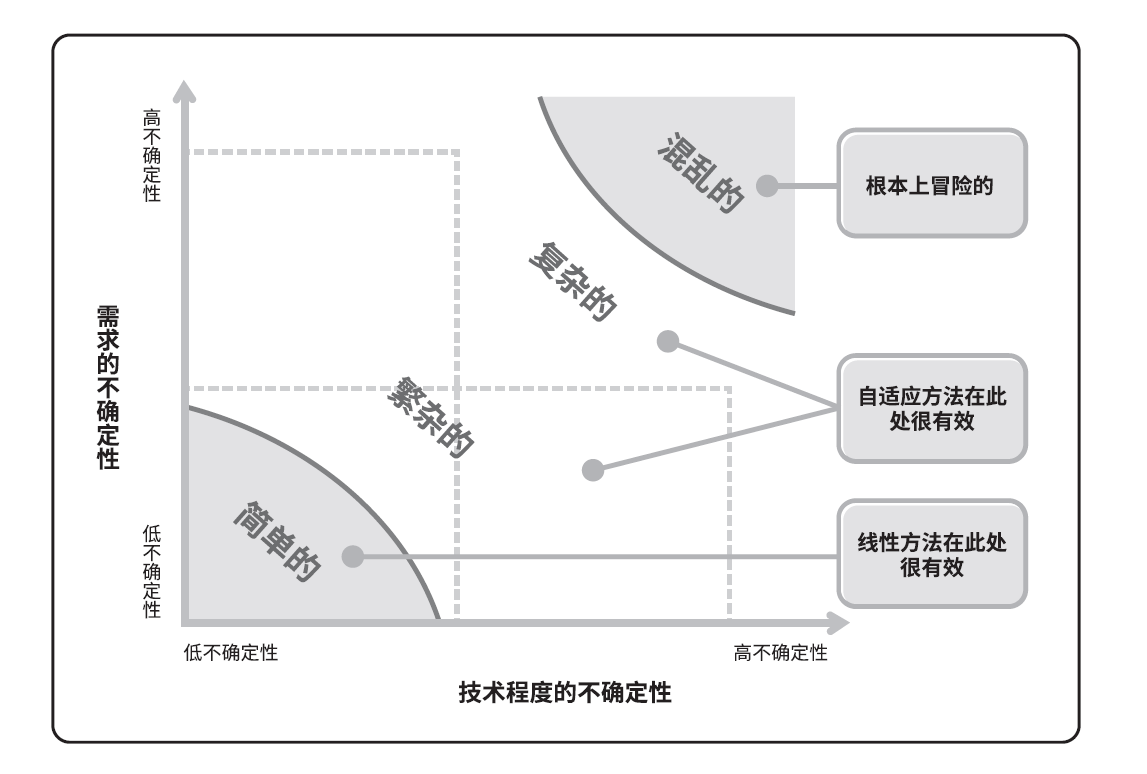 高不确定性
混乱的
根本上冒险的
复杂的
需求的不确定性
繁杂的
自适应方法在此
处很有效
简单的
线性方法在此处
很有效
低不确定性
低不确定性
高不确定性
技术程度的不确定性